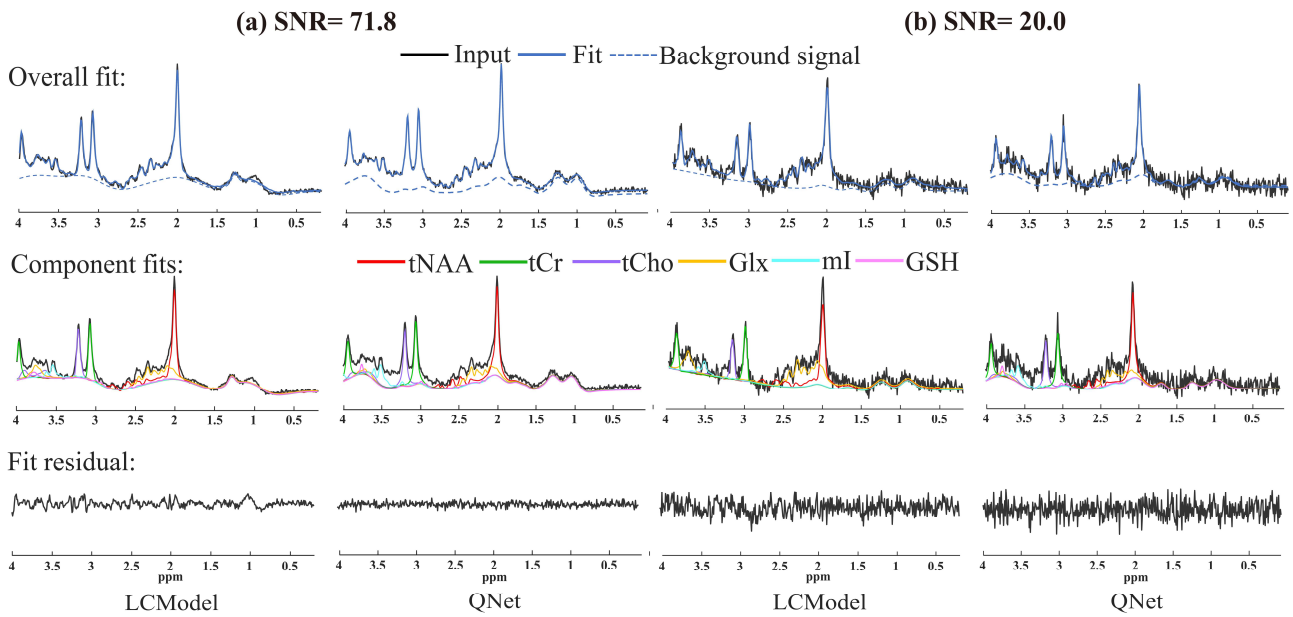 (a) SNR= 71.8 (b) SNR= 20.0
Input Fit Background signal
Overall fit:
4 3.5 3 2.5 2 1.5 1 0.5 4 3.5 3 2.5 2 1.5 1 0.5 4 3.5 3 2.5 2 1.5 1 0.5 4 3.5 3 2.5 2 1.5 1 0.5
Component fits: tNAA tCr tCho Glx mI GSH
4 3.5 3 2.5 2 1.5 1 0.5 4 3.5 3 2.5 2 1.5 1 0.5 4 3.5 3 2.5 2 1.5 1 0.5 4 3.5 3 2.5 2 1.5 1 0.5
Fit residual:
4 3.5 3 2.5 2 1.5 1 0.5 4 3.5 3 2.5 2 1.5 1 0.5 4 3.5 3 2.5 2 1.5 1 0.5 4 3.5 3 2.5 2 1.5 1 0.5
ppm ppm ppm ppm
LCModel QNet LCModel QNet